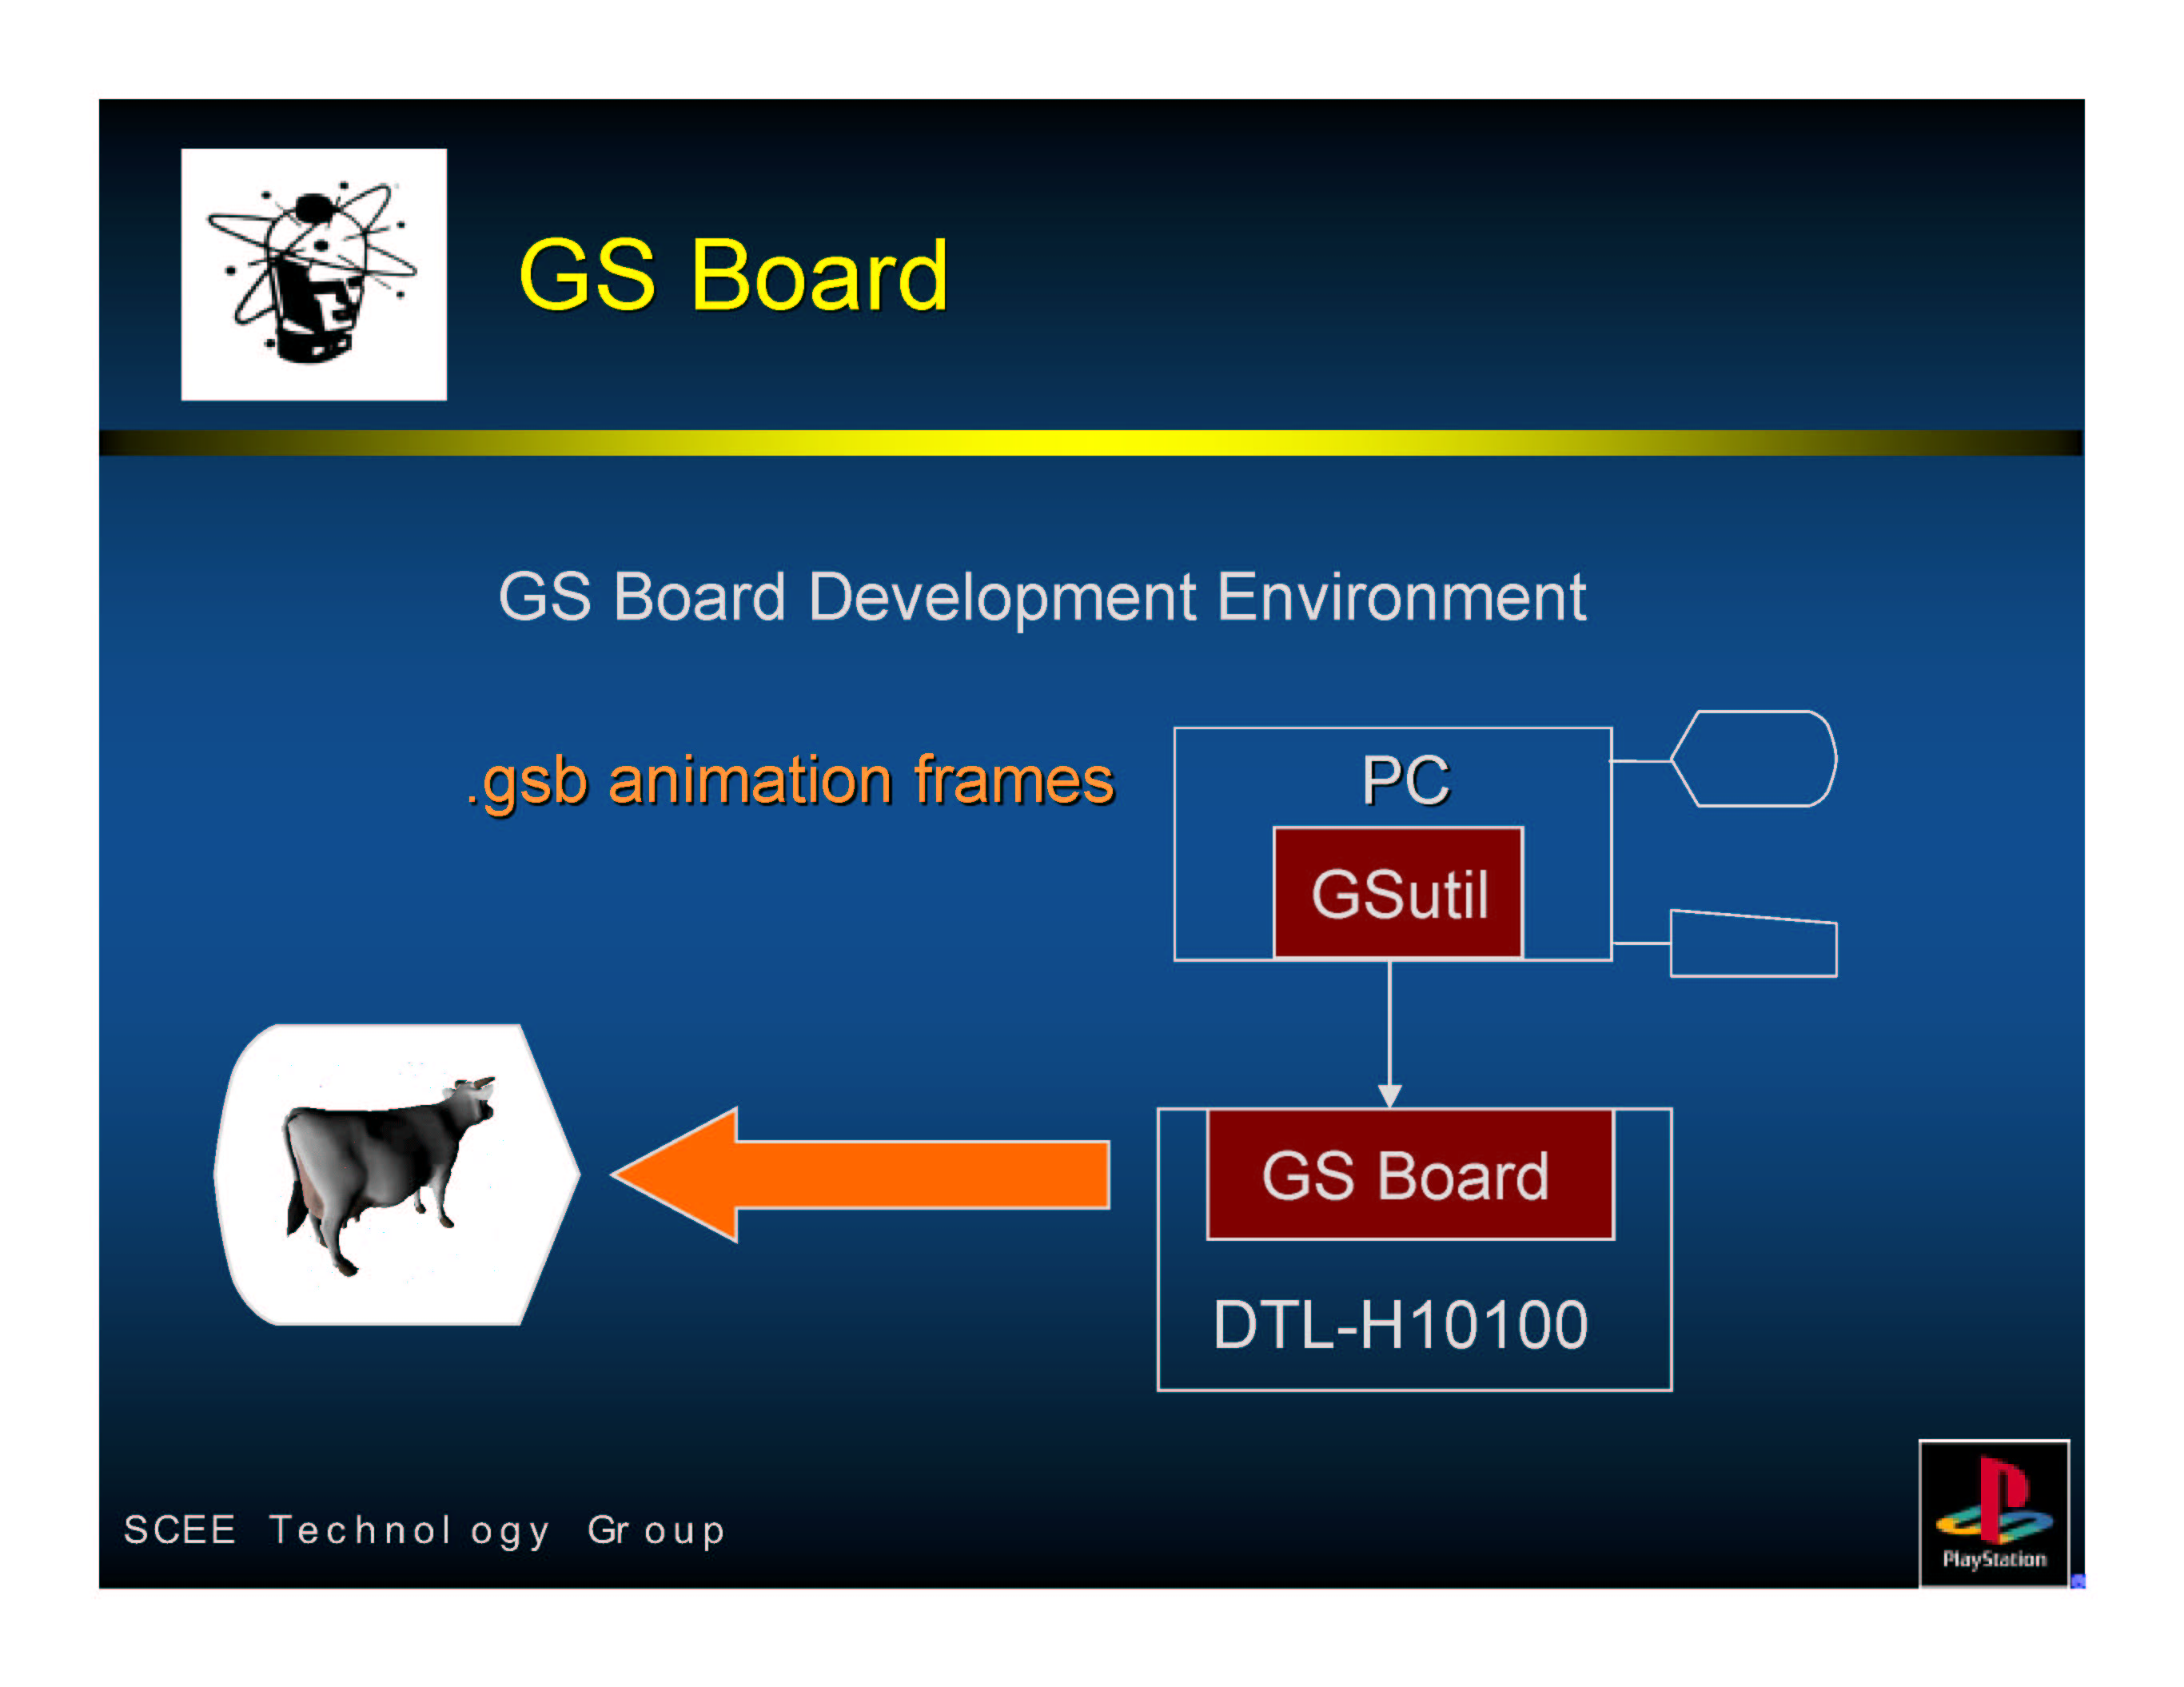 GS Board
GS Board Development Environment
.gsb animation frames
PC
GSutil
GS Board
DTL-H10100
SCEE Technology Group
PlayStation